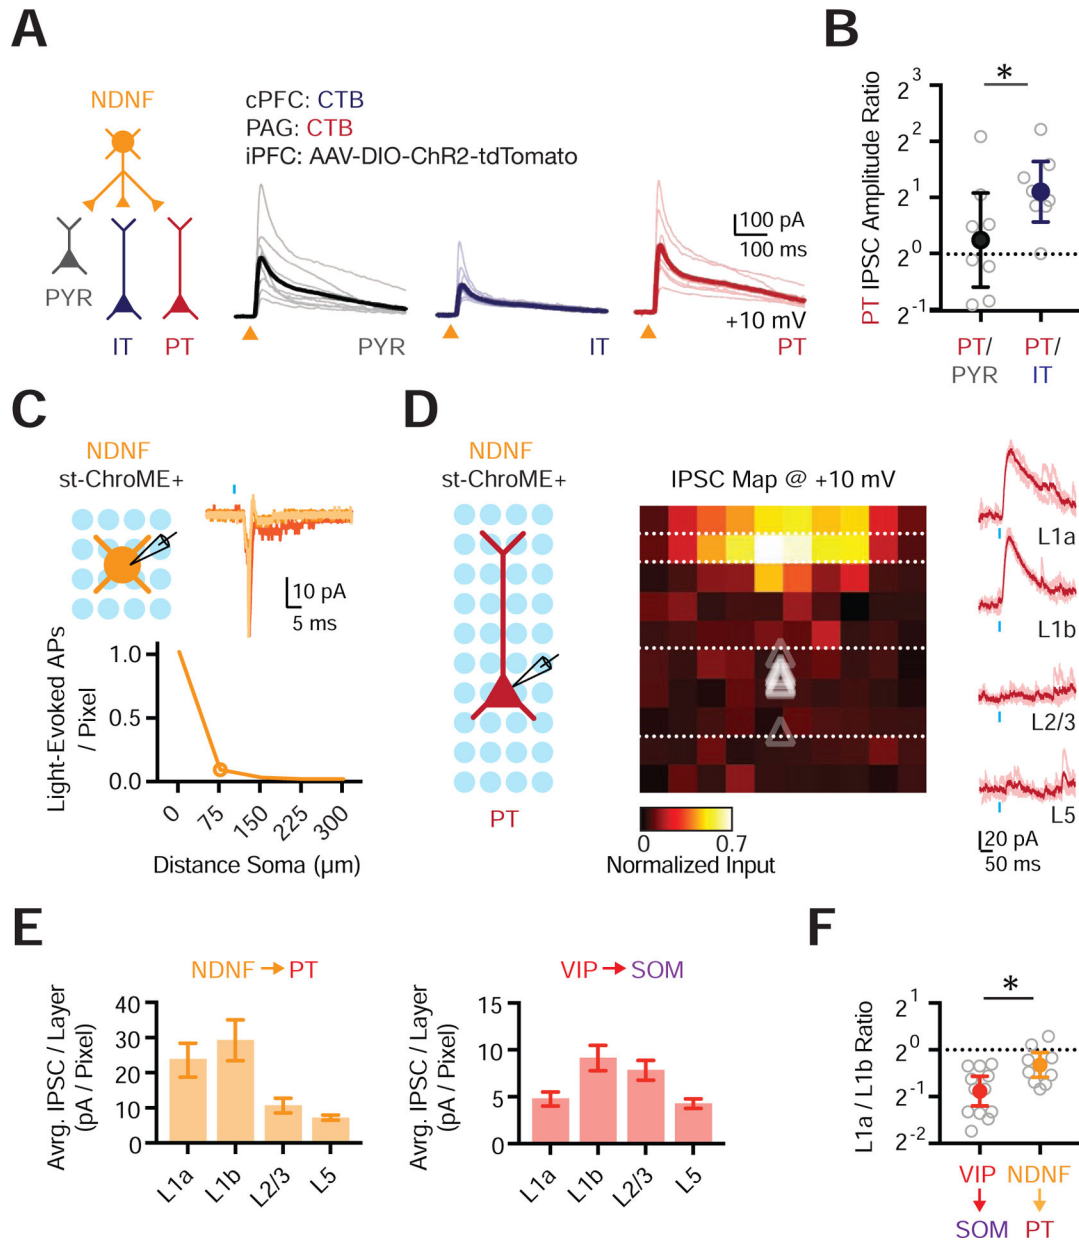 A
NDNF
PYR
IT
PT
cPFC: CTB
PAG: CTB
iPFC: AAV-DIO-ChR2-tdTomato
100 pA
100 ms
+10 mV
PYR
IT
PT
B
PT IPSC Amplitude Ratio
2^3
2^2
2^1
2^0
2^-1
*
PT/
PYR
PT/
IT
C
NDNF
st-ChroME+
10 pA
5 ms
Light-Evoked APs
/ Pixel
1.0
0.5
0.0
0
75
150
225
300
Distance Soma (µm)
D
NDNF
st-ChroME+
PT
IPSC Map @ +10 mV
0
0.7
Normalized Input
L1a
L1b
L2/3
L5
20 pA
50 ms
E
NDNF → PT
Avrg. IPSC / Layer
(pA / Pixel)
40
30
20
10
0
L1a
L1b
L2/3
L5
VIP → SOM
Avrg. IPSC / Layer
(pA / Pixel)
15
10
5
0
L1a
L1b
L2/3
L5
F
L1a / L1b Ratio
2^1
2^0
2^-1
2^-2
*
VIP NDNF
SOM PT